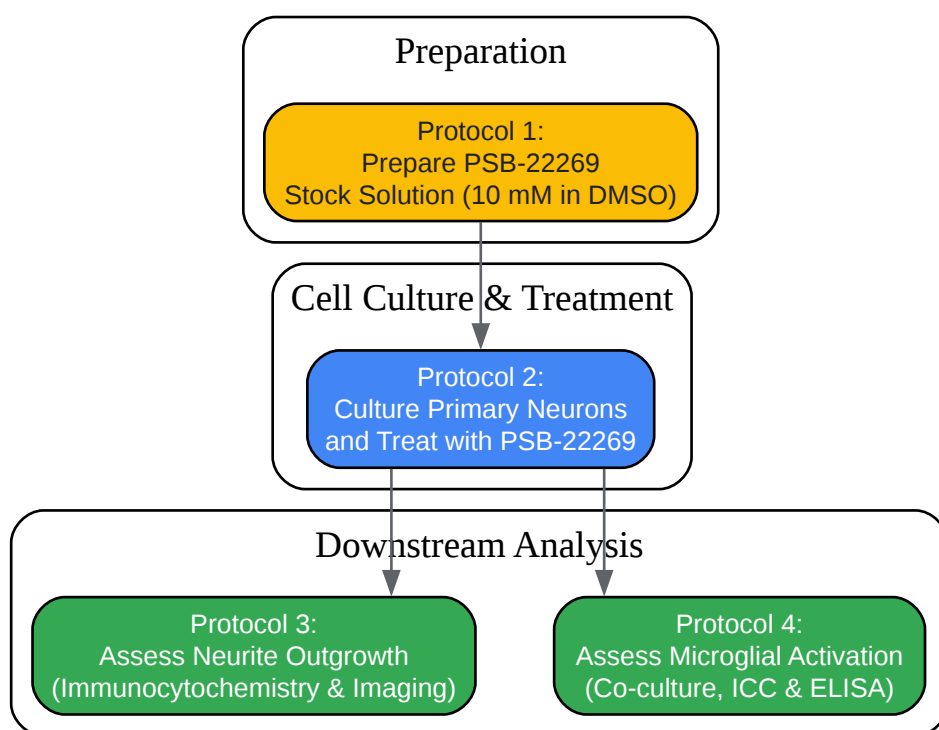 Preparation
Protocol 1:
Prepare PSB-22269
Stock Solution (10 mM in DMSO)
Cell Culture & Treatment
Protocol 2:
Culture Primary Neurons
and Treat with PSB-22269
Downstream Analysis
Protocol 3:
Assess Neurite Outgrowth
(Immunocytochemistry & Imaging)
Protocol 4:
Assess Microglial Activation
(Co-culture, ICC & ELISA)